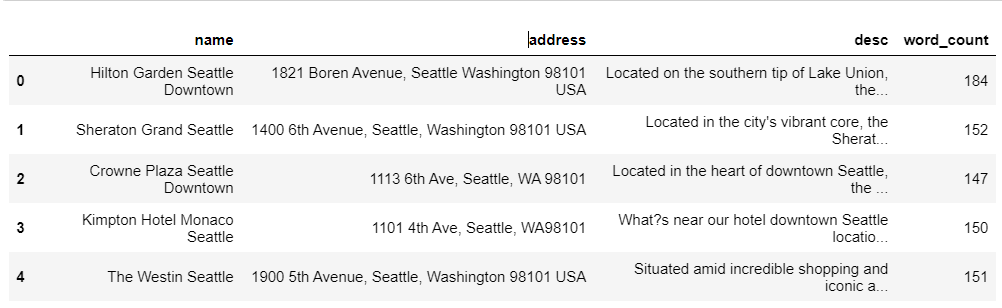 name address desc word_count
0 Hilton Garden Seattle Downtown 1821 Boren Avenue, Seattle Washington 98101 USA Located on the southern tip of Lake Union, the... 184
1 Sheraton Grand Seattle 1400 6th Avenue, Seattle, Washington 98101 USA Located in the city's vibrant core, the Sherat... 152
2 Crowne Plaza Seattle Downtown 1113 6th Ave, Seattle, WA 98101 Located in the heart of downtown Seattle, the ... 147
3 Kimpton Hotel Monaco Seattle 1101 4th Ave, Seattle, WA98101 What?s near our hotel downtown Seattle locatio... 150
4 The Westin Seattle 1900 5th Avenue, Seattle, Washington 98101 USA Situated amid incredible shopping and iconic a... 151